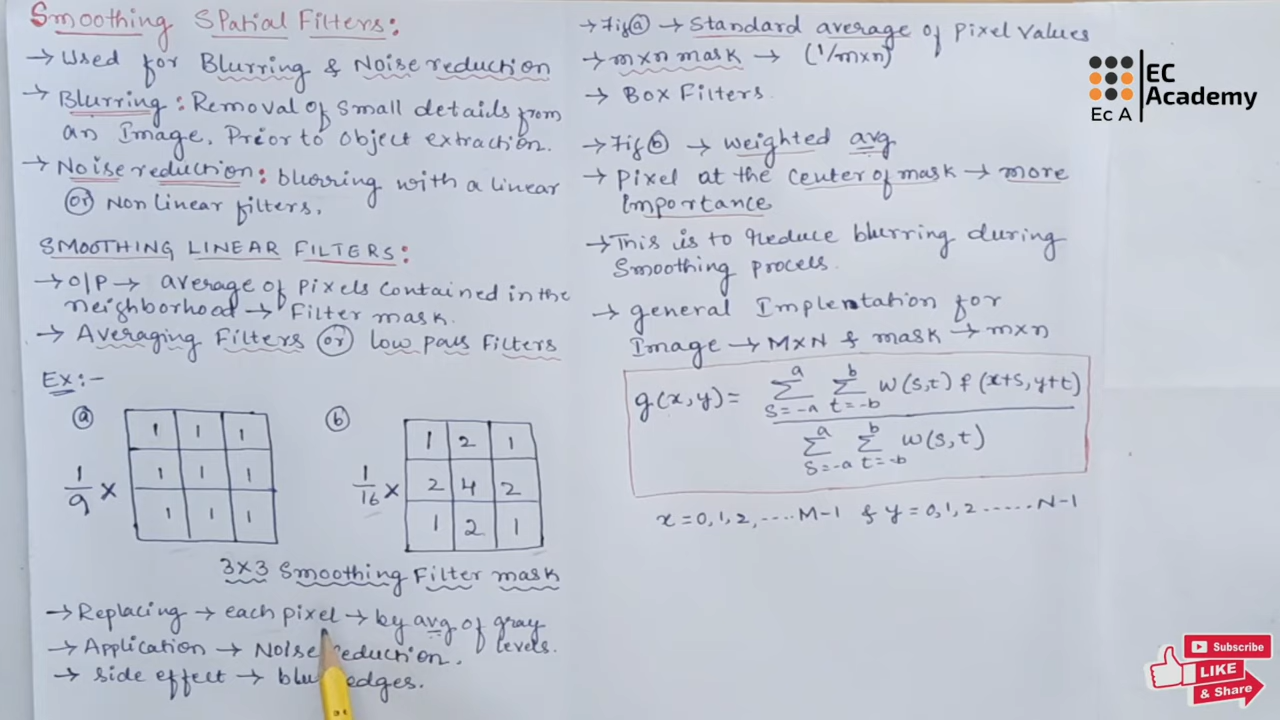 Smoothing Spatial Filters:
→ Used for Blurring & Noise reduction
→ Blurring: Removal of small details from
an Image, Prior to Object extraction.
→ Noise reduction: blurring with a linear
or Non linear filters.
SMOOTHING LINEAR FILTERS:
→ O/P → average of pixels contained in the
neighborhood → Filter mask.
→ Averaging Filters or low pass Filters
Ex:-
a
1/9 ×
1 1 1
1 1 1
1 1 1
b
1/16 ×
1 2 1
2 4 2
1 2 1
3×3 Smoothing Filter mask
→ Replacing → each pixel → by avg of gray
levels.
→ Application → Noise reduction.
→ side effect → edges.
→ Fig a → Standard average of pixel values
→ m×n mask → (1/m×n)
→ Box Filters.
→ Fig b → weighted avg
→ pixel at the center of mask → more
importance
→ This is to reduce blurring during
Smoothing process.
→ general Implentation for
Image → M×N & mask → m×n
g(x,y) = Σ_{s=-a}^{a} Σ_{t=-b}^{b} w(s,t) f(x+s, y+t) / Σ_{s=-a}^{a} Σ_{t=-b}^{b} w(s,t)
x = 0,1,2,....M-1 & y = 0,1,2......N-1
EC
Academy
Ec A
Subscribe
LIKE
& Share